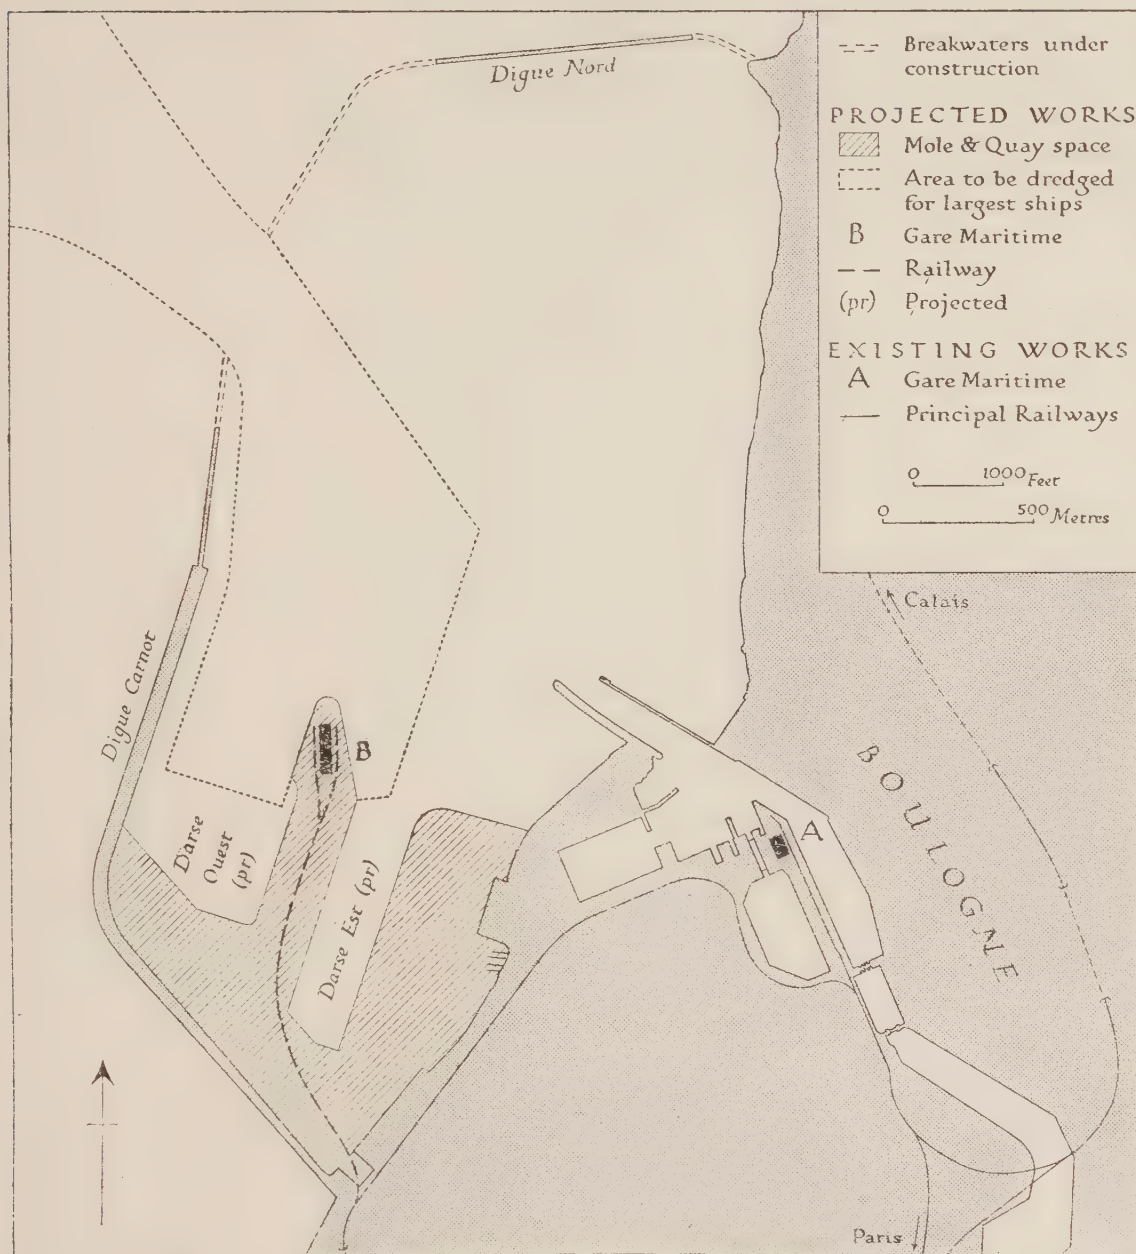 Breakwaters under
construction
PROJECTED WORKS
Mole & Quay space
Area to be dredged
for largest ships
B Gare Maritime
Railway
(pr) Projected
EXISTING WORKS
A Gare Maritime
Principal Railways
0 1000 Feet
0 500 Metres
Digue Nord
Calais
Digue Carnot
B
BOULOGNE
A
Darse
Ouest
(pr)
Darse Est (pr)
Paris